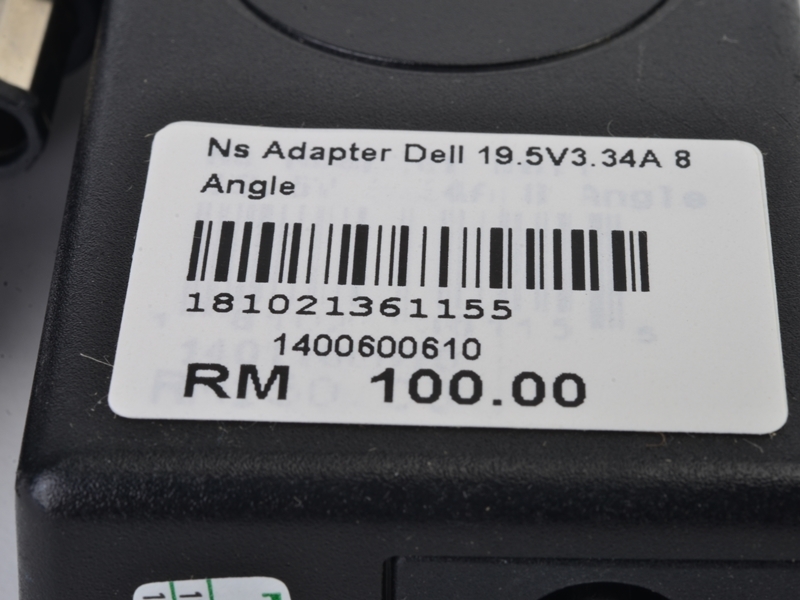 Ns Adapter Dell 19.5V3.34A 8
Angle
181021361155
1400600610
RM 100.00